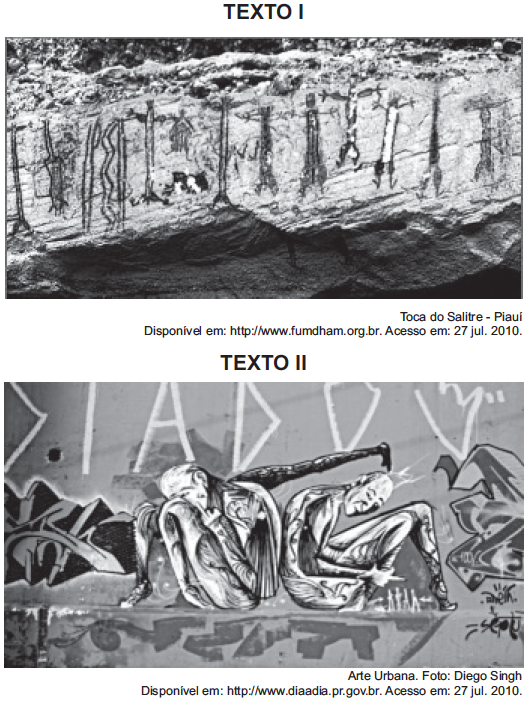 TEXTO I
Toca do Salitre - Piauí
Disponível em: http://www.fumdham.org.br. Acesso em: 27 jul. 2010.
TEXTO II
Arte Urbana. Foto: Diego Singh
Disponível em: http://www.diaadia.pr.gov.br. Acesso em: 27 jul. 2010.